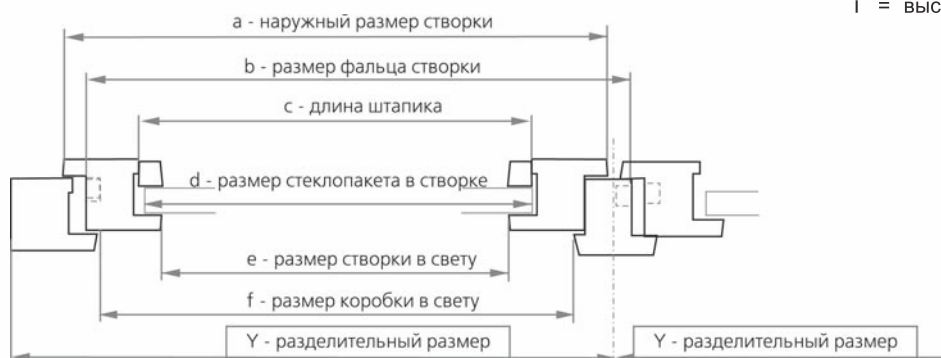 T = выс
a - наружный размер створки
b - размер фальца створки
c - длина штапика
d - размер стеклопакета в створке
e - размер створки в свету
f - размер коробки в свету
Y - разделительный размер
Y - разделительный размер